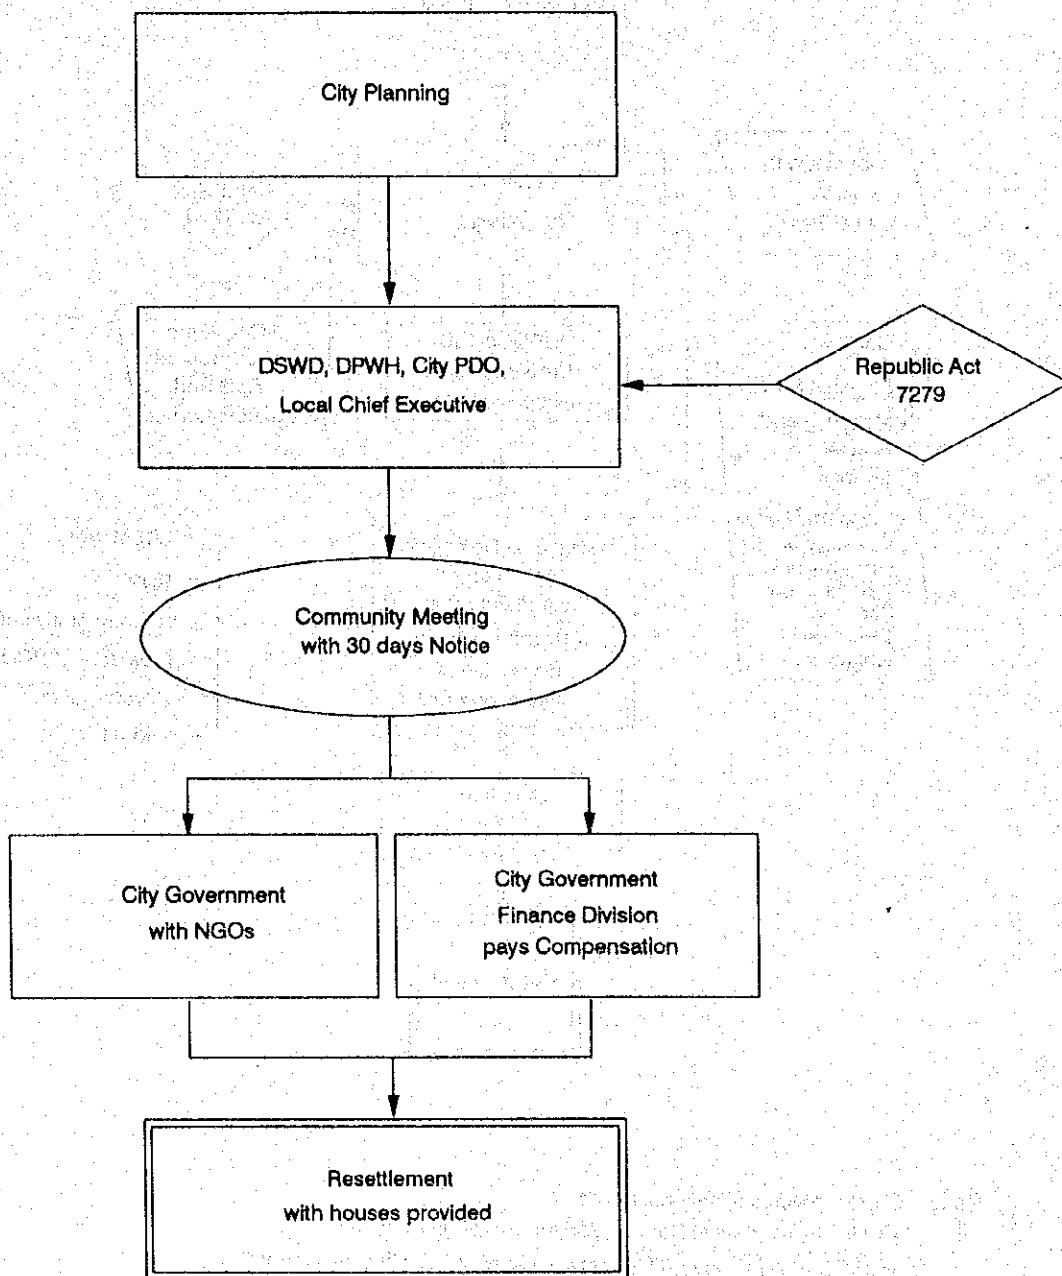 City Planning
DSWD, DPWH, City PDO,
Local Chief Executive
Republic Act
7279
Community Meeting
with 30 days Notice
City Government
with NGOs
City Government
Finance Division
pays Compensation
Resettlement
with houses provided